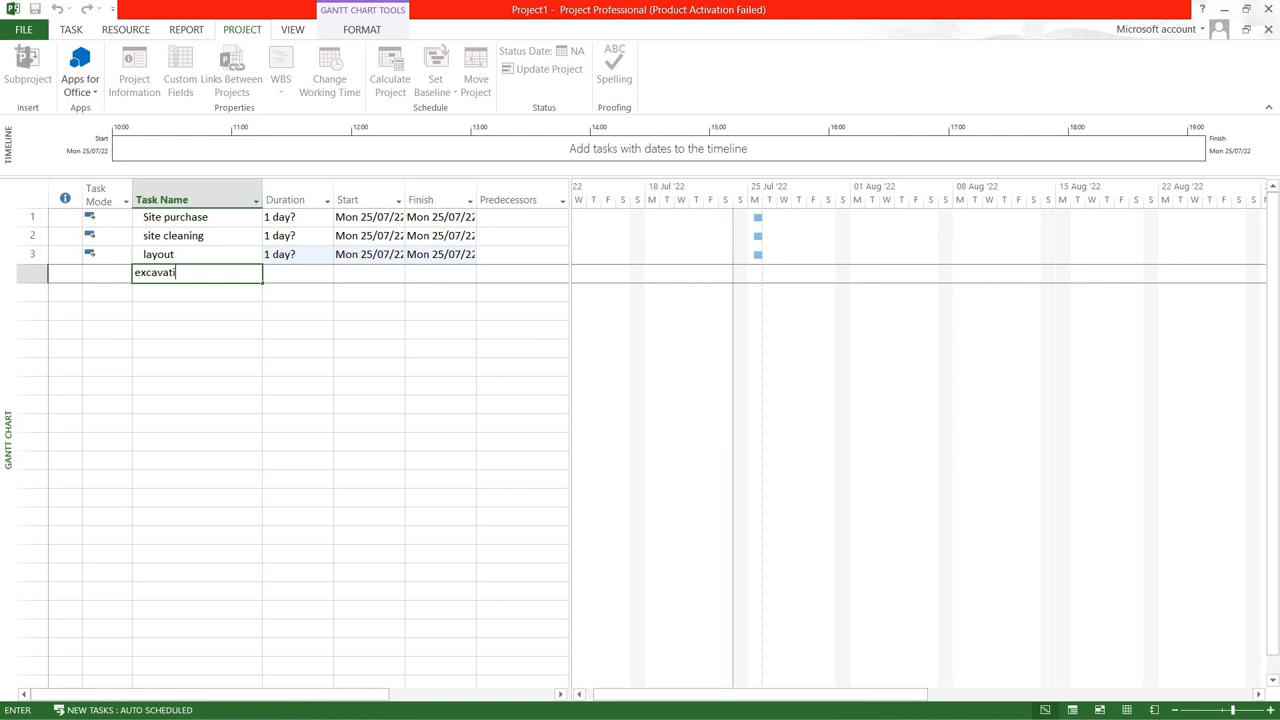 Project1 - Project Professional (Product Activation Failed)
GANTT CHART TOOLS
FILE TASK RESOURCE REPORT PROJECT VIEW FORMAT
Microsoft account
Subproject
Apps for Office
Project Information
Custom Fields
Links Between Projects
WBS
Change Working Time
Calculate Project
Set Baseline
Move Project
Status Date: NA
Update Project
ABC
Spelling
Insert Apps Properties Schedule Status Proofing
TIMELINE
10:00 11:00 12:00 13:00 14:00 15:00 16:00 17:00 18:00 19:00
Start
Mon 25/07/22
Add tasks with dates to the timeline
Finish
Mon 25/07/22
Task Mode Task Name Duration Start Finish Predecessors
22 18 Jul '22 25 Jul '22 01 Aug '22 08 Aug '22 15 Aug '22 22 Aug '22
W T F S S M T W T F S S M T W T F S S M T W T F S S M T W T F S S M T W T F S S M T W T F S S
1 Site purchase 1 day? Mon 25/07/22 Mon 25/07/22
2 site cleaning 1 day? Mon 25/07/22 Mon 25/07/22
3 layout 1 day? Mon 25/07/22 Mon 25/07/22
excavati
GANTT CHART
ENTER NEW TASKS : AUTO SCHEDULED